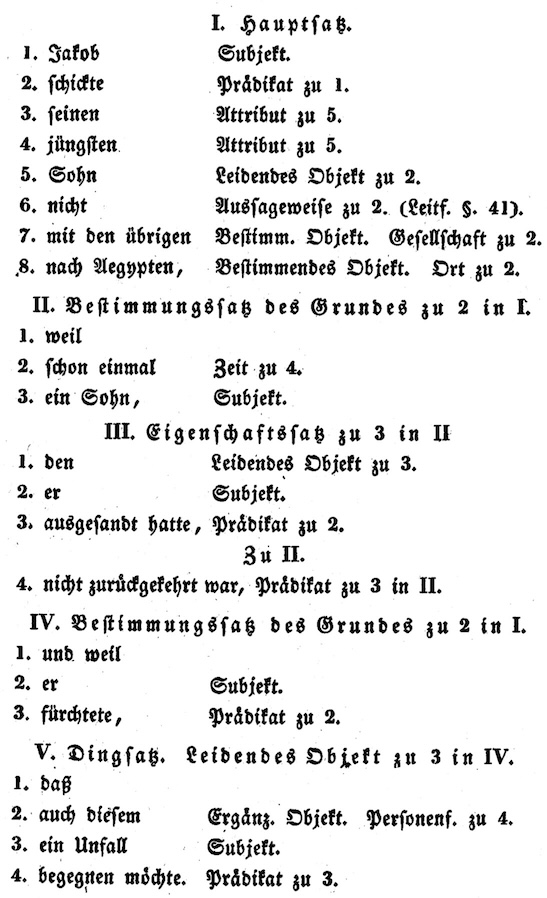 I. Hauptsatz.
1. Jakob Subjekt.
2. schickte Prädikat zu 1.
3. seinen Attribut zu 5.
4. jüngsten Attribut zu 5.
5. Sohn Leidendes Objekt zu 2.
6. nicht Aussageweise zu 2. (Leitf. §. 41).
7. mit den übrigen Bestimm. Objekt. Gesellschaft zu 2.
8. nach Aegypten, Bestimmendes Objekt. Ort zu 2.
II. Bestimmungssatz des Grundes zu 2 in I.
1. weil
2. schon einmal Zeit zu 4.
3. ein Sohn, Subjekt.
III. Eigenschaftssatz zu 3 in II
1. den Leidendes Objekt zu 3.
2. er Subjekt.
3. ausgesandt hatte, Prädikat zu 2.
Zu II.
4. nicht zurückgekehrt war, Prädikat zu 3 in II.
IV. Bestimmungssatz des Grundes zu 2 in I.
1. und weil
2. er Subjekt.
3. fürchtete, Prädikat zu 2.
V. Dingsatz. Leidendes Objekt zu 3 in IV.
1. daß
2. auch diesem Ergänz. Objekt. Personenf. zu 4.
3. ein Unfall Subjekt.
4. begegnen möchte. Prädikat zu 3.